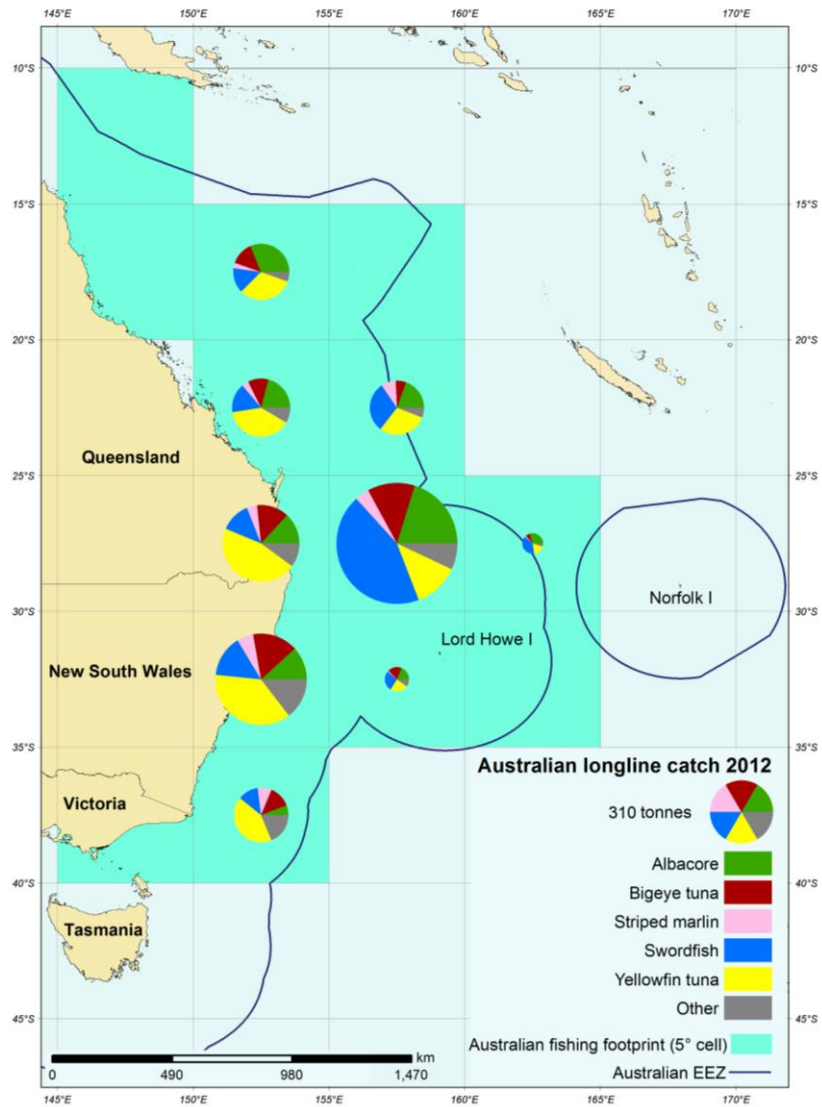 145°E 150°E 155°E 160°E 165°E 170°E
10°S 10°S
15°S 15°S
20°S 20°S
25°S 25°S
30°S 30°S
35°S 35°S
40°S 40°S
45°S 45°S
Queensland
Norfolk I
Lord Howe I
New South Wales
Victoria
Tasmania
Australian longline catch 2012
310 tonnes
Albacore
Bigeye tuna
Striped marlin
Swordfish
Yellowfin tuna
Other
Australian fishing footprint (5° cell)
Australian EEZ
km
0 490 980 1,470
145°E 150°E 155°E 160°E 165°E 170°E